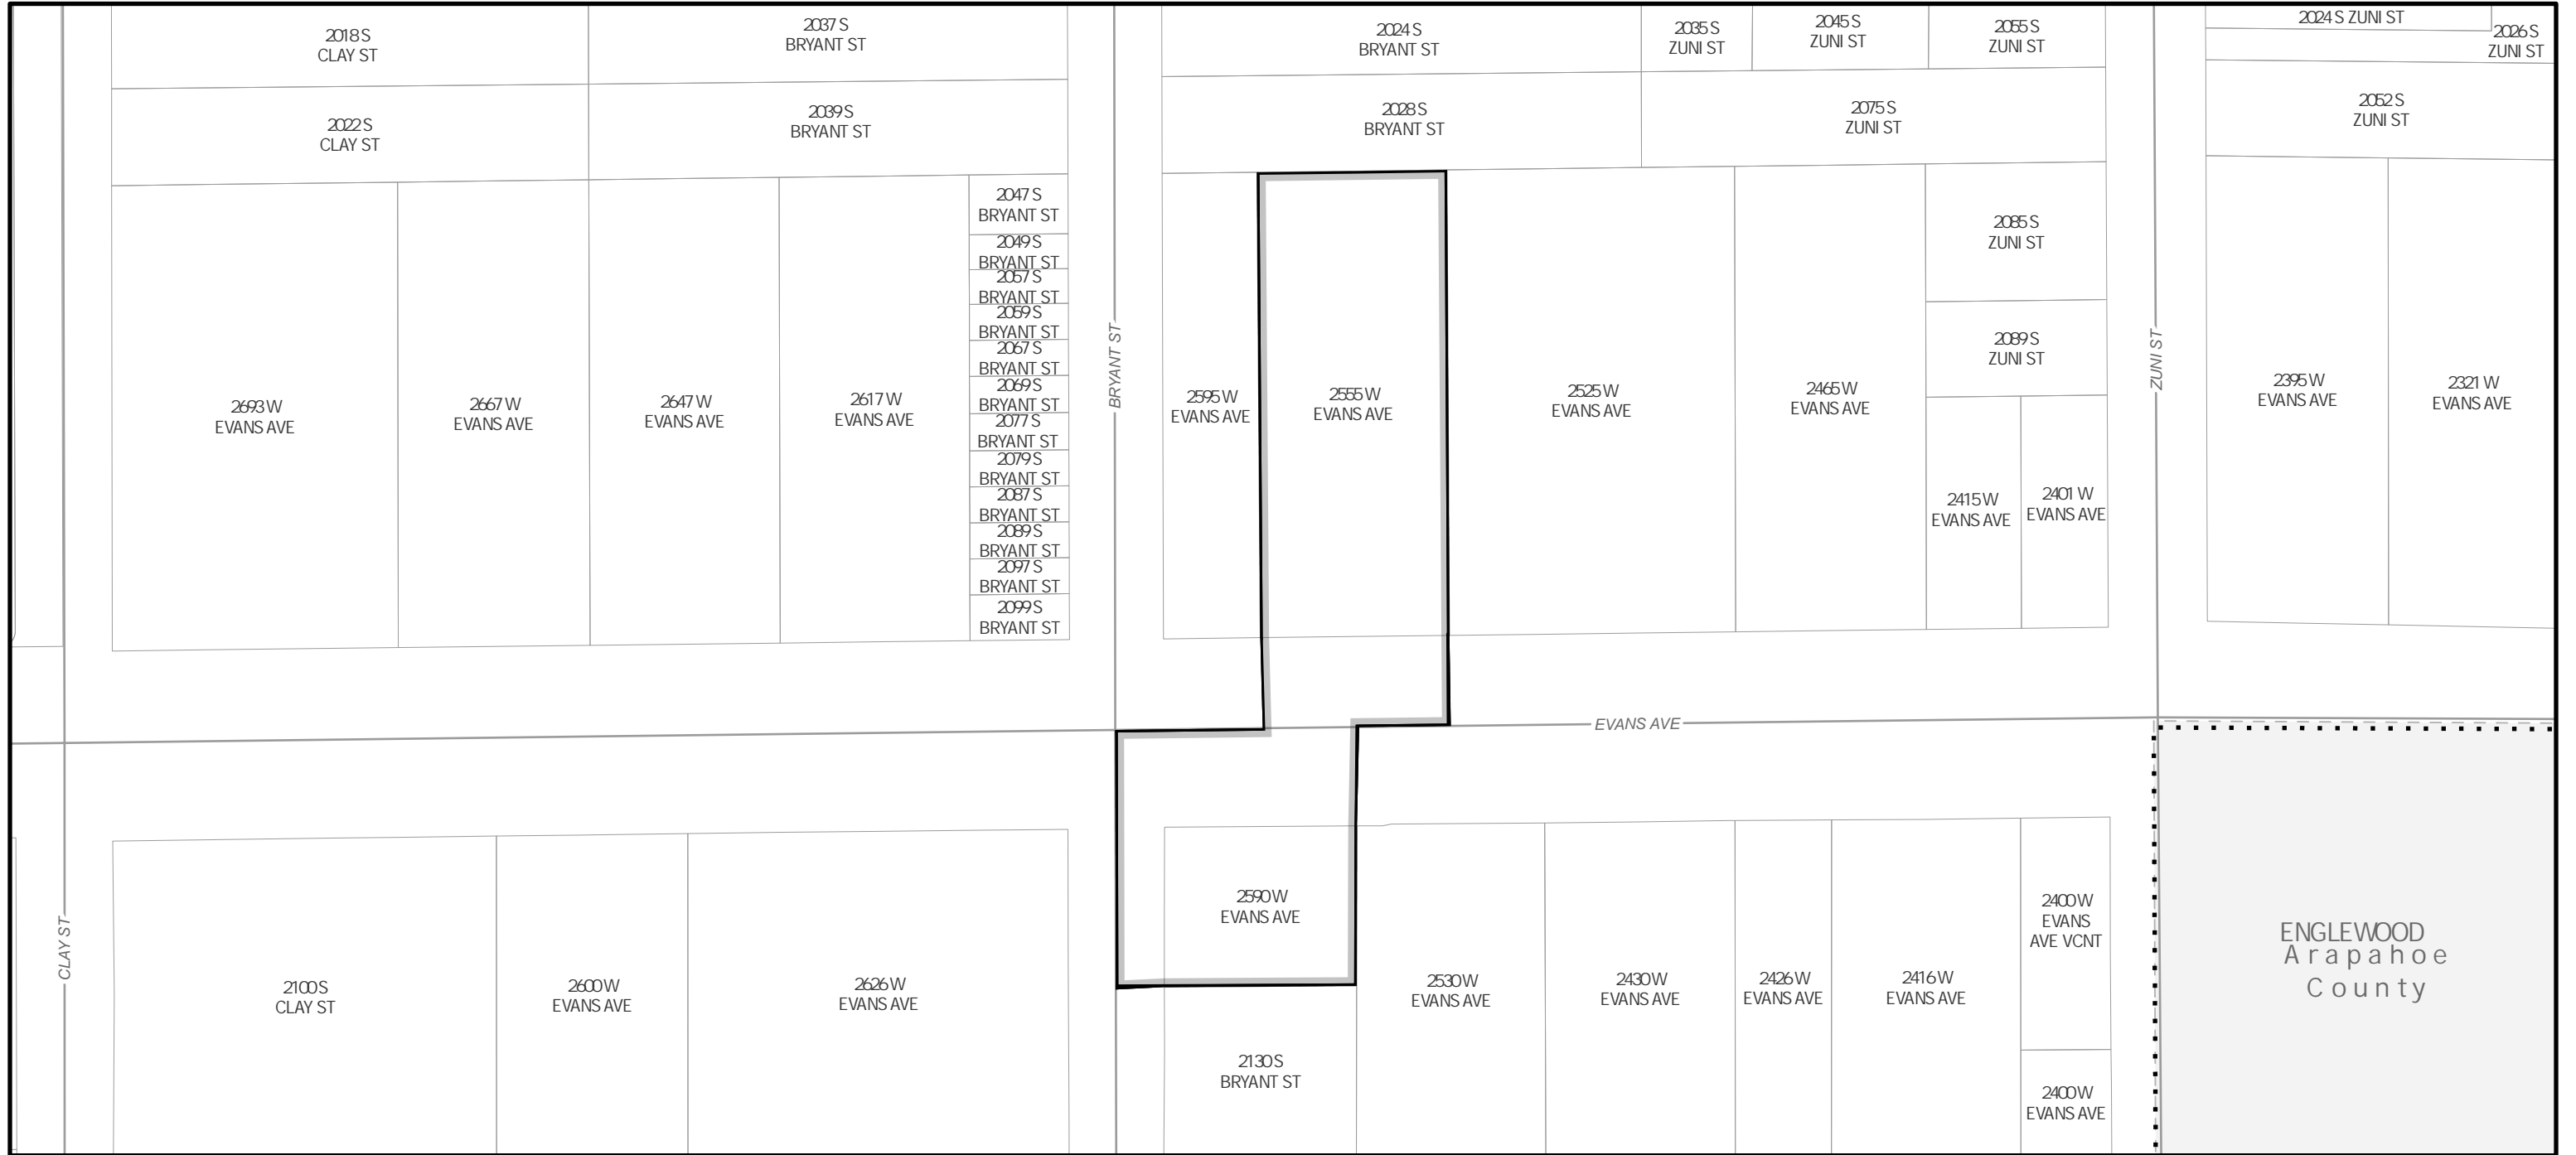 2018 S
CLAY ST
2037 S
BRYANT ST
2024 S
BRYANT ST
2035 S
ZUNI ST
2045 S
ZUNI ST
2055 S
ZUNI ST
2024 S ZUNI ST
2026 S
ZUNI ST
2022 S
CLAY ST
2039 S
BRYANT ST
2028 S
BRYANT ST
2075 S
ZUNI ST
2052 S
ZUNI ST
2693 W
EVANS AVE
2667 W
EVANS AVE
2647 W
EVANS AVE
2617 W
EVANS AVE
2047 S
BRYANT ST
2049 S
BRYANT ST
2057 S
BRYANT ST
2059 S
BRYANT ST
2067 S
BRYANT ST
2069 S
BRYANT ST
2077 S
BRYANT ST
2079 S
BRYANT ST
2087 S
BRYANT ST
2089 S
BRYANT ST
2097 S
BRYANT ST
2099 S
BRYANT ST
BRYANT ST
2595 W
EVANS AVE
2555 W
EVANS AVE
2525 W
EVANS AVE
2465 W
EVANS AVE
2085 S
ZUNI ST
2089 S
ZUNI ST
2415 W
EVANS AVE
2401 W
EVANS AVE
ZUNI ST
2395 W
EVANS AVE
2321 W
EVANS AVE
EVANS AVE
CLAY ST
2100 S
CLAY ST
2600 W
EVANS AVE
2626 W
EVANS AVE
2590 W
EVANS AVE
2130 S
BRYANT ST
2530 W
EVANS AVE
2430 W
EVANS AVE
2426 W
EVANS AVE
2416 W
EVANS AVE
2400 W
EVANS
AVE VCNT
2400 W
EVANS AVE
ENGLEWOOD
Arapahoe
County